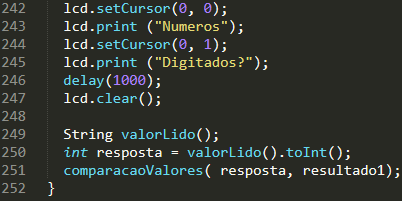 242 lcd.setCursor(0, 0);
243 lcd.print ("Numeros");
244 lcd.setCursor(0, 1);
245 lcd.print ("Digitados?");
246 delay(1000);
247 lcd.clear();
248
249 String valorLido();
250 int resposta = valorLido().toInt();
251 comparacaoValores( resposta, resultado1);
252 }